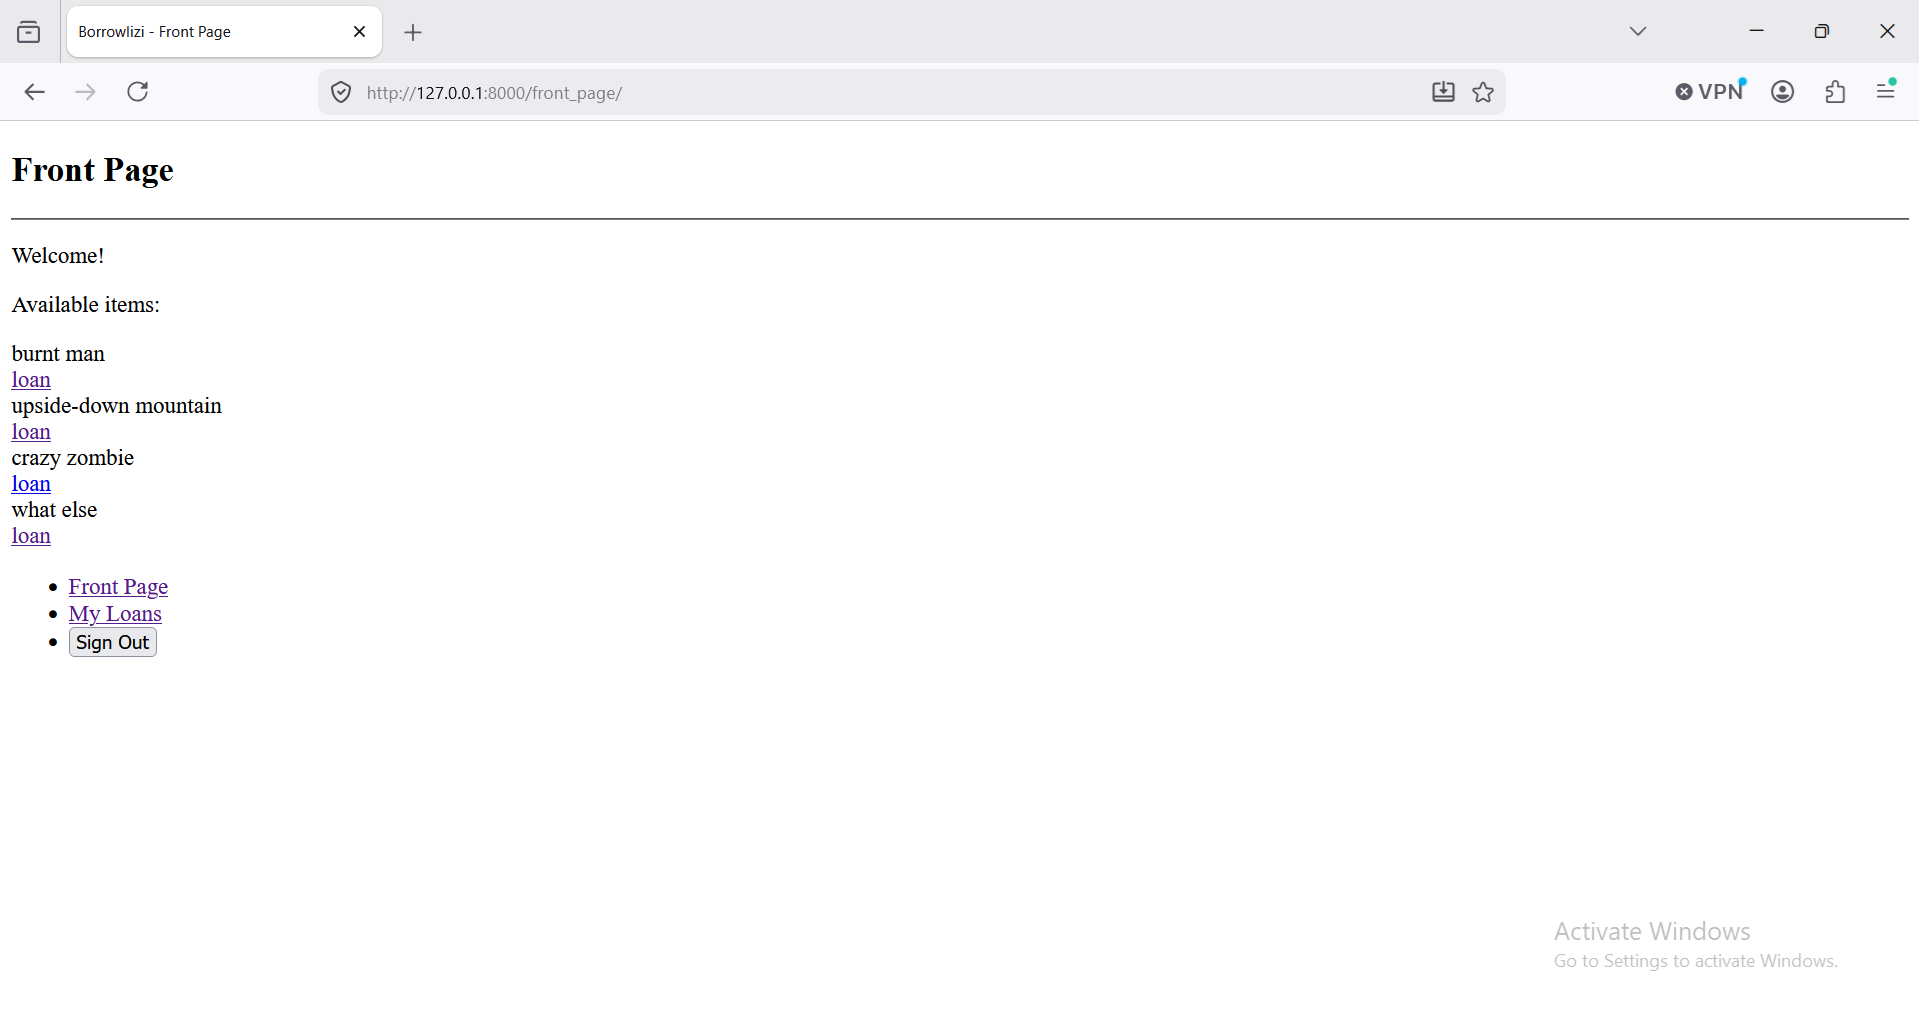 Borrowlizi - Front Page
http://127.0.0.1:8000/front_page/
VPN
Front Page
Welcome!
Available items:
burnt man
loan
upside-down mountain
loan
crazy zombie
loan
what else
loan
Front Page
My Loans
Sign Out
Activate Windows
Go to Settings to activate Windows.